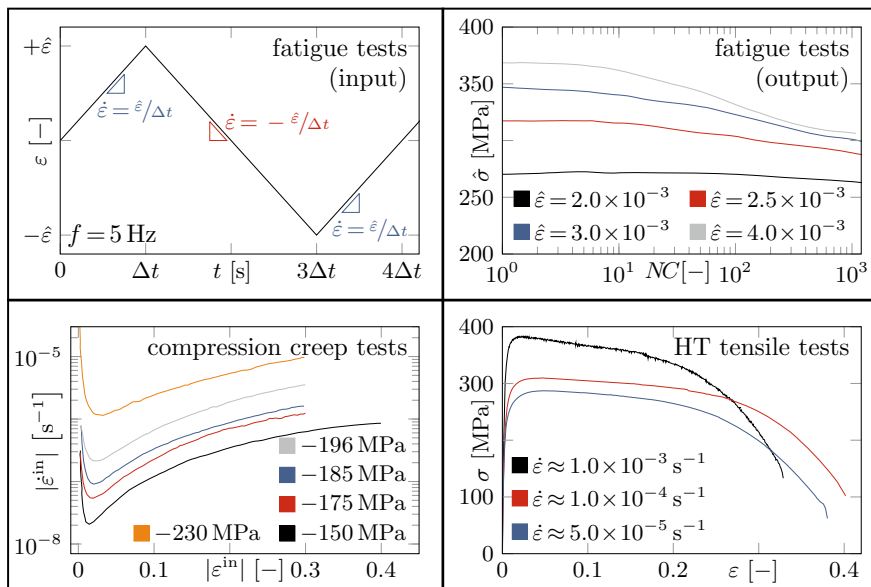 fatigue tests
(input)
+ε̂
ε [−]
−ε̂
ε̇ = ε̂/Δt
ε̇ = − ε̂/Δt
ε̇ = ε̂/Δt
f = 5 Hz
0 Δt t [s] 3Δt 4Δt
fatigue tests
(output)
400
350
σ̂ [MPa]
250
200
ε̂ = 2.0×10⁻³ ε̂ = 2.5×10⁻³
ε̂ = 3.0×10⁻³ ε̂ = 4.0×10⁻³
10⁰ 10¹ NC[−] 10² 10³
compression creep tests
10⁻⁵
|ε̇ⁱⁿ| [s⁻¹]
10⁻⁸
−196 MPa
−185 MPa
−175 MPa
−230 MPa −150 MPa
0 0.1 |εⁱⁿ| [−] 0.3 0.4
HT tensile tests
400
300
σ [MPa]
100
0
ε̇ ≈ 1.0×10⁻³ s⁻¹
ε̇ ≈ 1.0×10⁻⁴ s⁻¹
ε̇ ≈ 5.0×10⁻⁵ s⁻¹
0 0.1 0.2 ε [−] 0.4